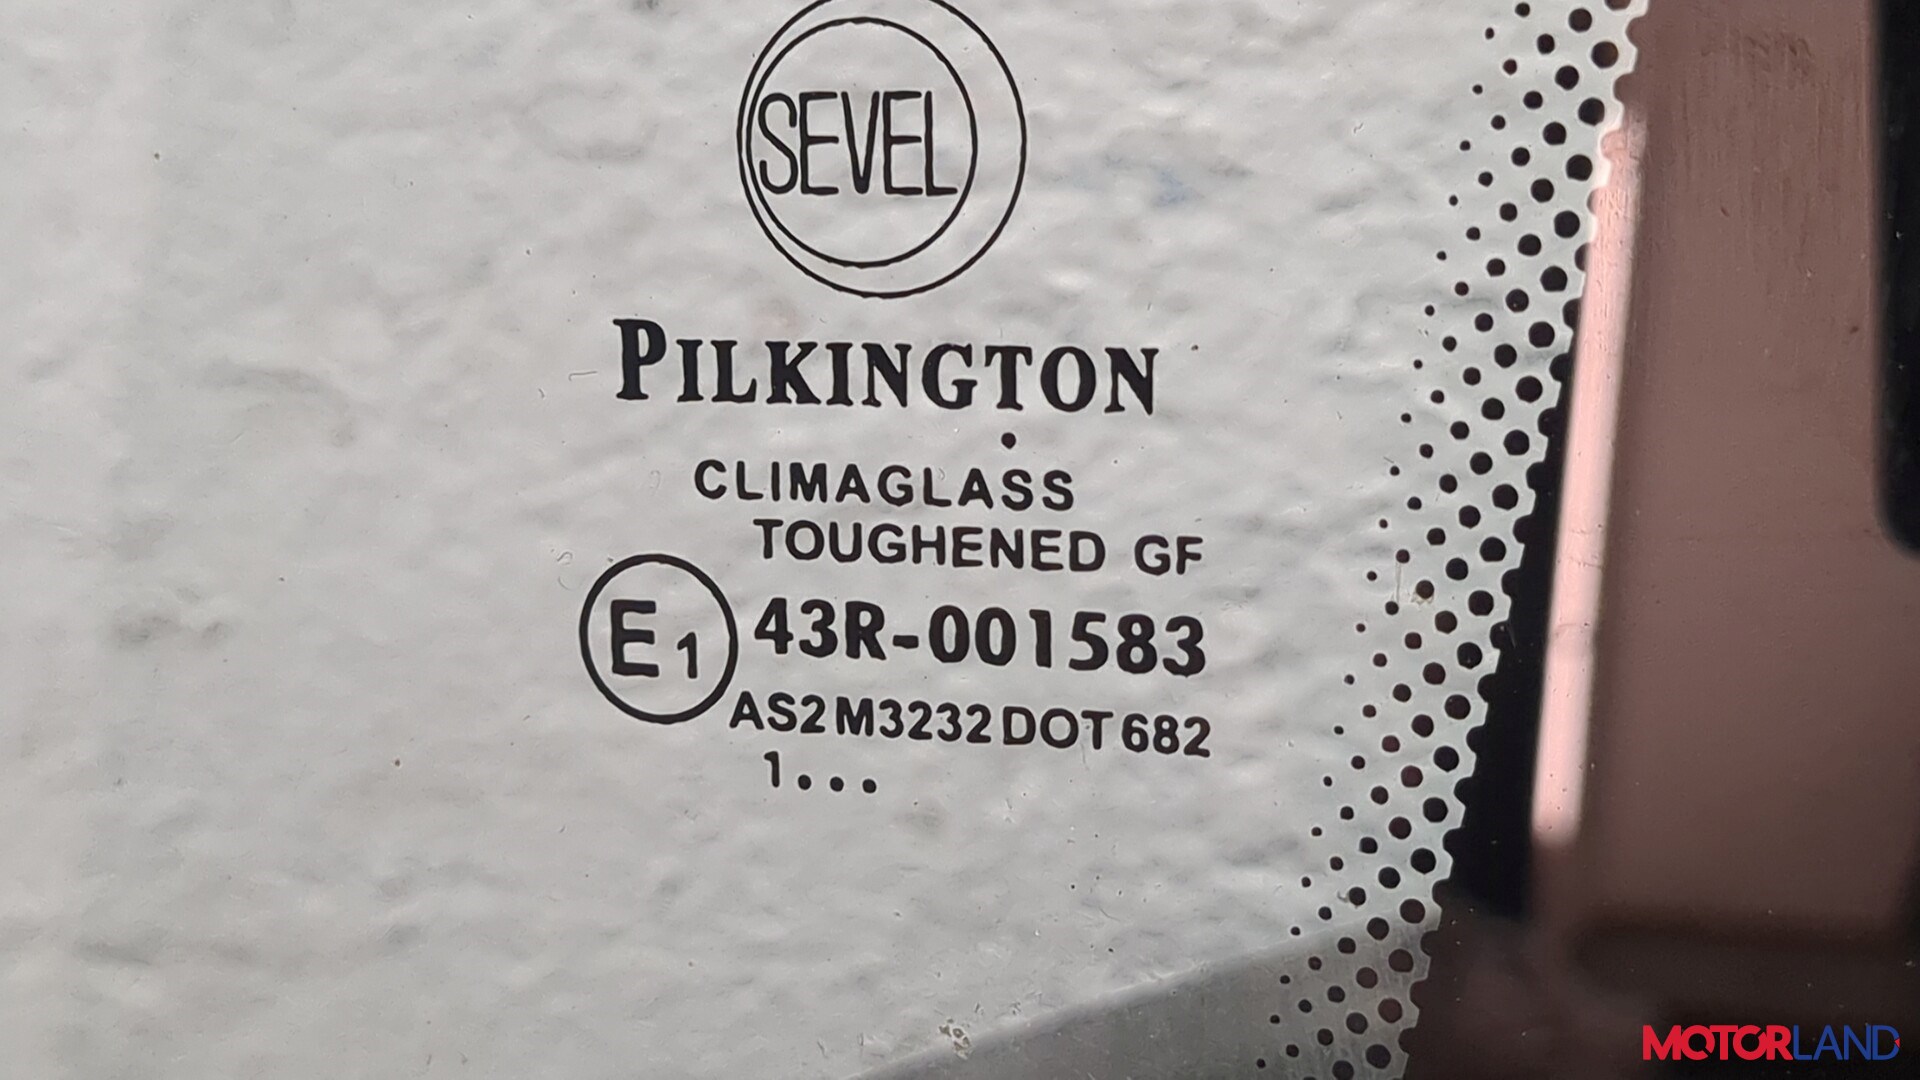 SEVEL
PILKINGTON
CLIMAGLASS
TOUGHENED GF
E1 43R-001583
AS2 M3232 DOT 682
1...
MOTORLAND